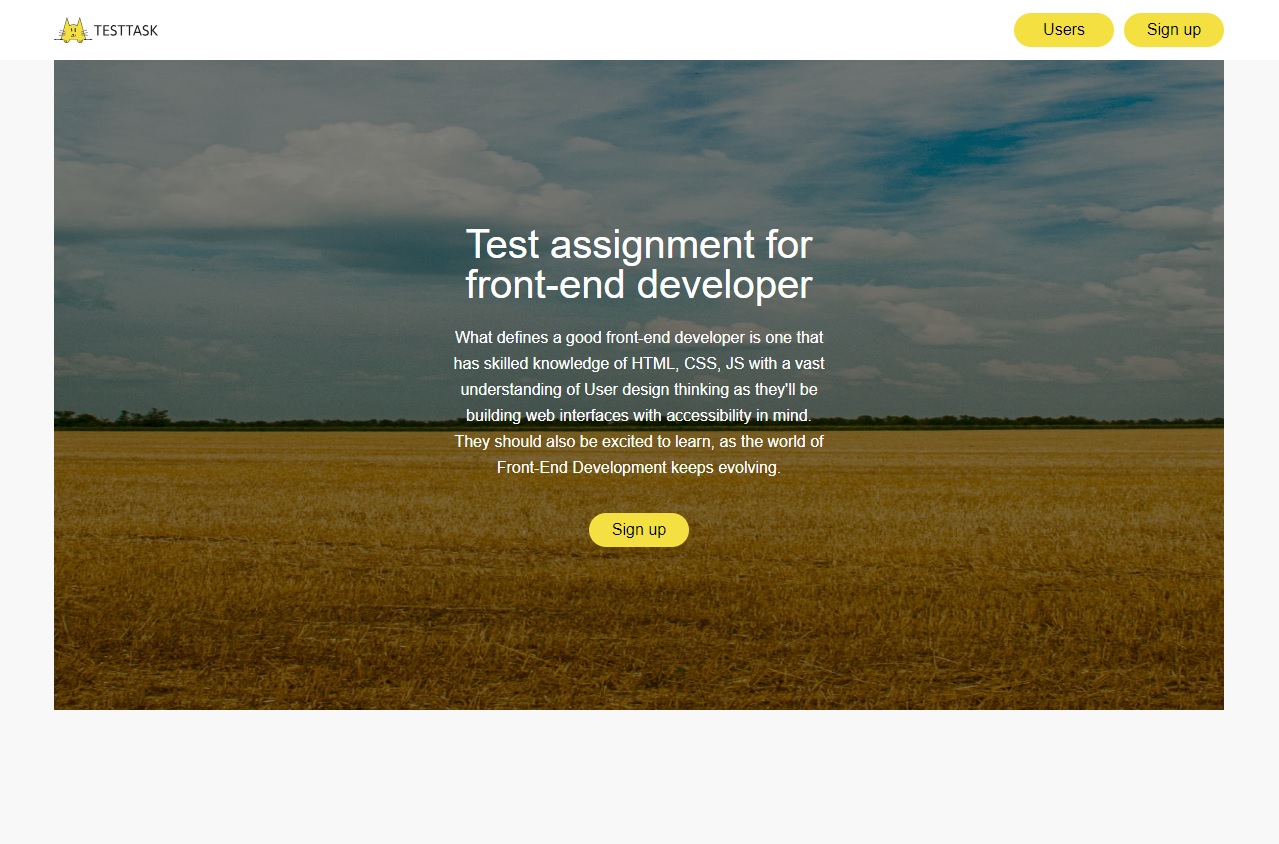 TESTTASK
Users
Sign up
Test assignment for
front-end developer
What defines a good front-end developer is one that
has skilled knowledge of HTML, CSS, JS with a vast
understanding of User design thinking as they'll be
building web interfaces with accessibility in mind.
They should also be excited to learn, as the world of
Front-End Development keeps evolving.
Sign up